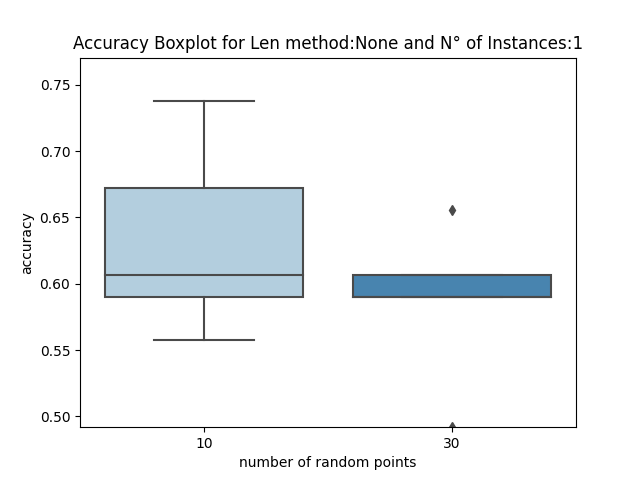 Accuracy Boxplot for Len method:None and N° of Instances:1
0.75
0.70
0.65
0.60
0.55
0.50
accuracy
10 30
number of random points